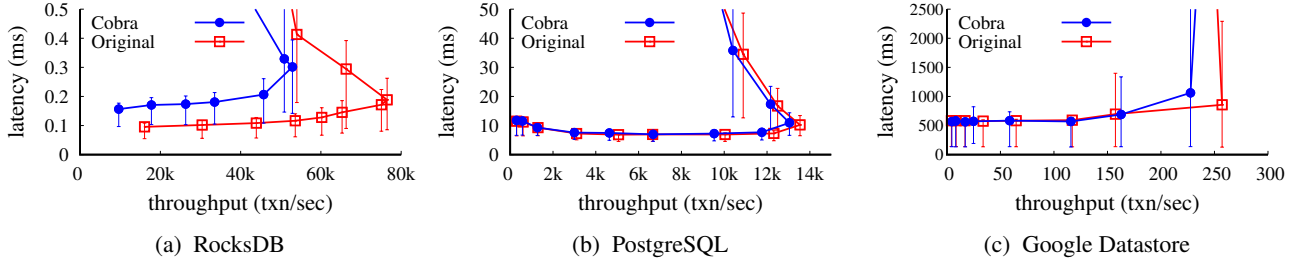 0.5
0.4
0.3
0.2
0.1
0
latency (ms)
Cobra
Original
0 20k 40k 60k 80k
throughput (txn/sec)
(a) RocksDB
50
40
30
20
10
0
latency (ms)
Cobra
Original
0 2k 4k 6k 8k 10k 12k 14k
throughput (txn/sec)
(b) PostgreSQL
2500
2000
1500
1000
500
0
latency (ms)
Cobra
Original
0 50 100 150 200 250 300
throughput (txn/sec)
(c) Google Datastore